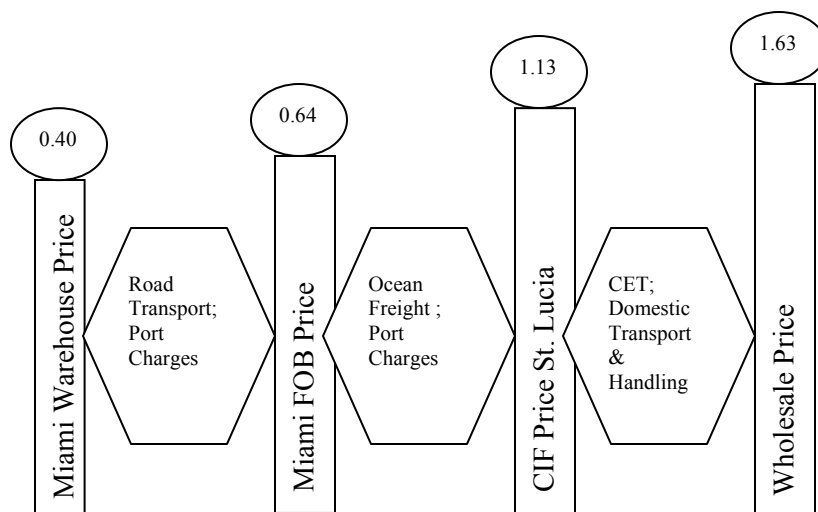 0.40
0.64
1.13
1.63
Miami Warehouse Price
Road
Transport;
Port
Charges
Miami FOB Price
Ocean
Freight ;
Port
Charges
CIF Price St. Lucia
CET;
Domestic
Transport
&
Handling
Wholesale Price